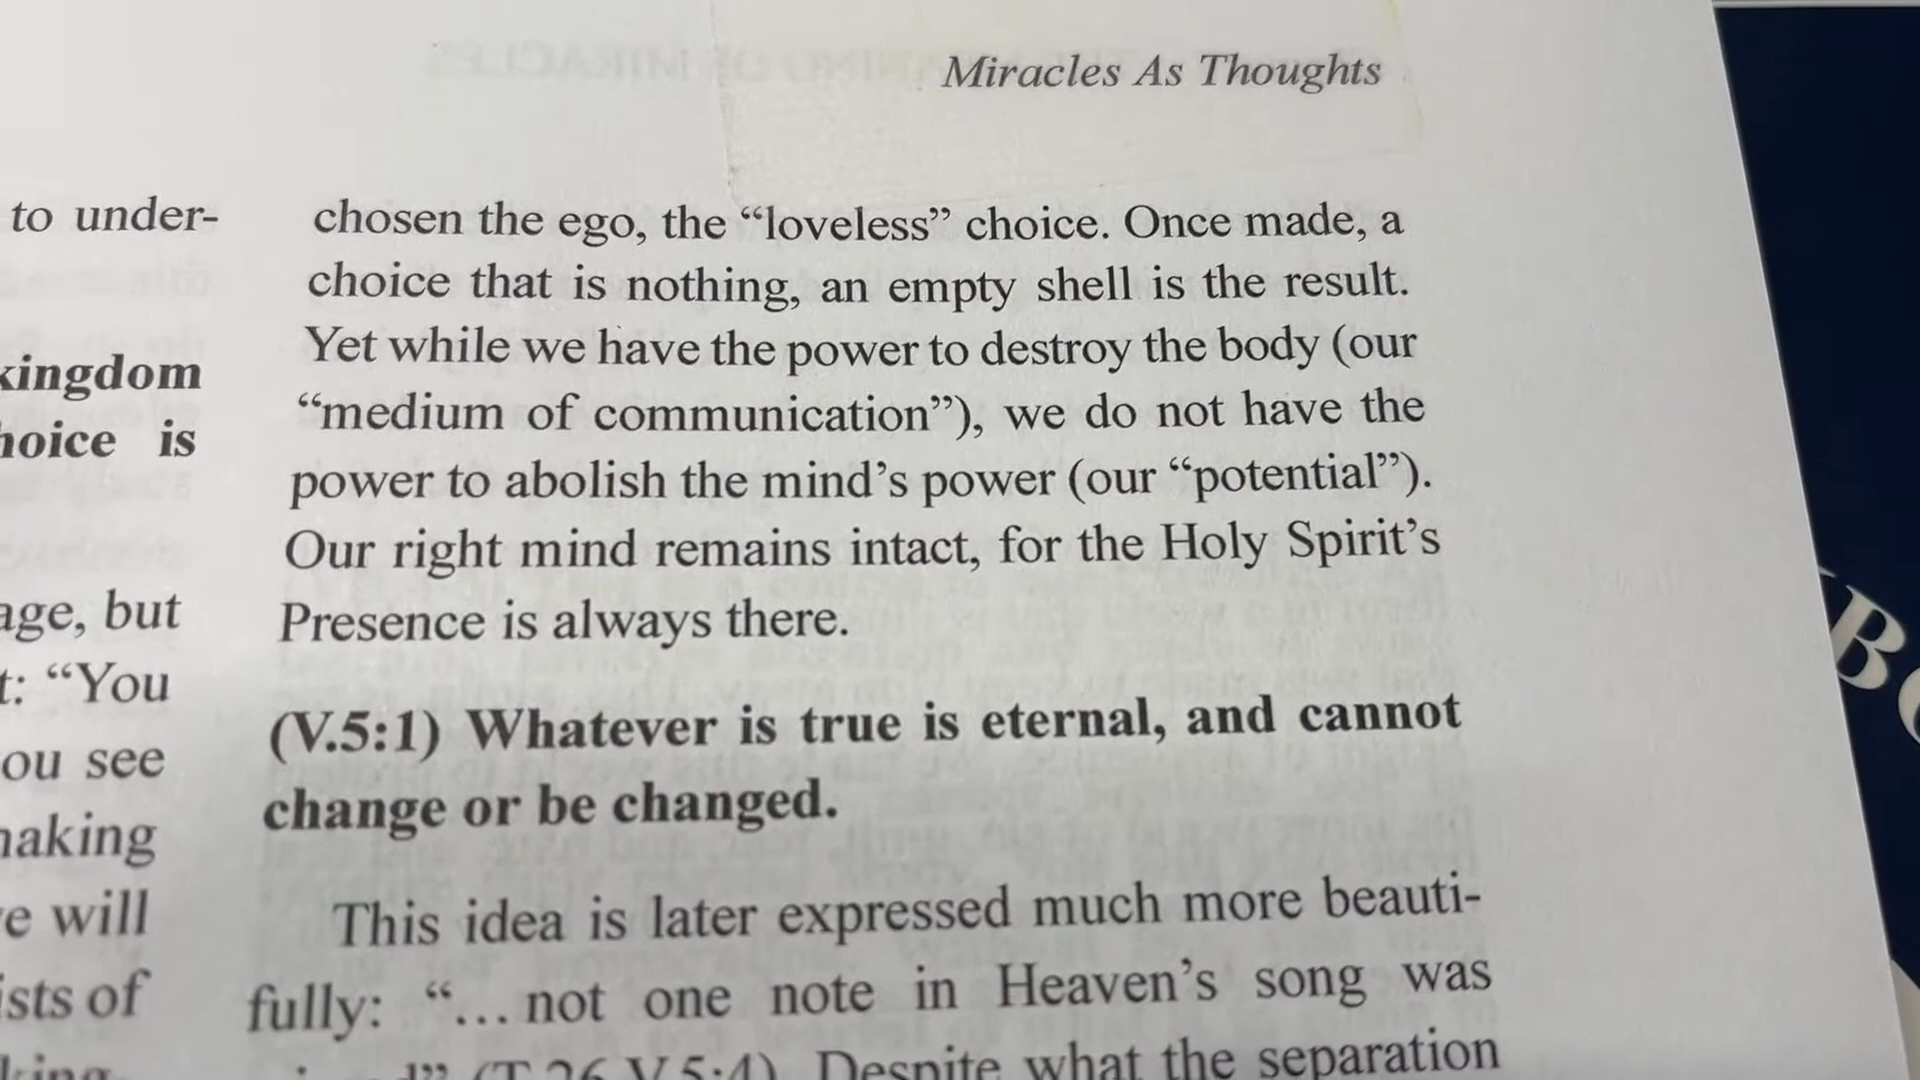 Miracles As Thoughts
to under-
kingdom
is
but
“You
see
will
of
chosen the ego, the “loveless” choice. Once made, a
choice that is nothing, an empty shell is the result.
Yet while we have the power to destroy the body (our
“medium of communication”), we do not have the
power to abolish the mind’s power (our “potential”).
Our right mind remains intact, for the Holy Spirit’s
Presence is always there.
(V.5:1) Whatever is true is eternal, and cannot
change or be changed.
This idea is later expressed much more beauti-
fully: “… not one note in Heaven’s song was
(T.26.V.5:4). Despite what the separation